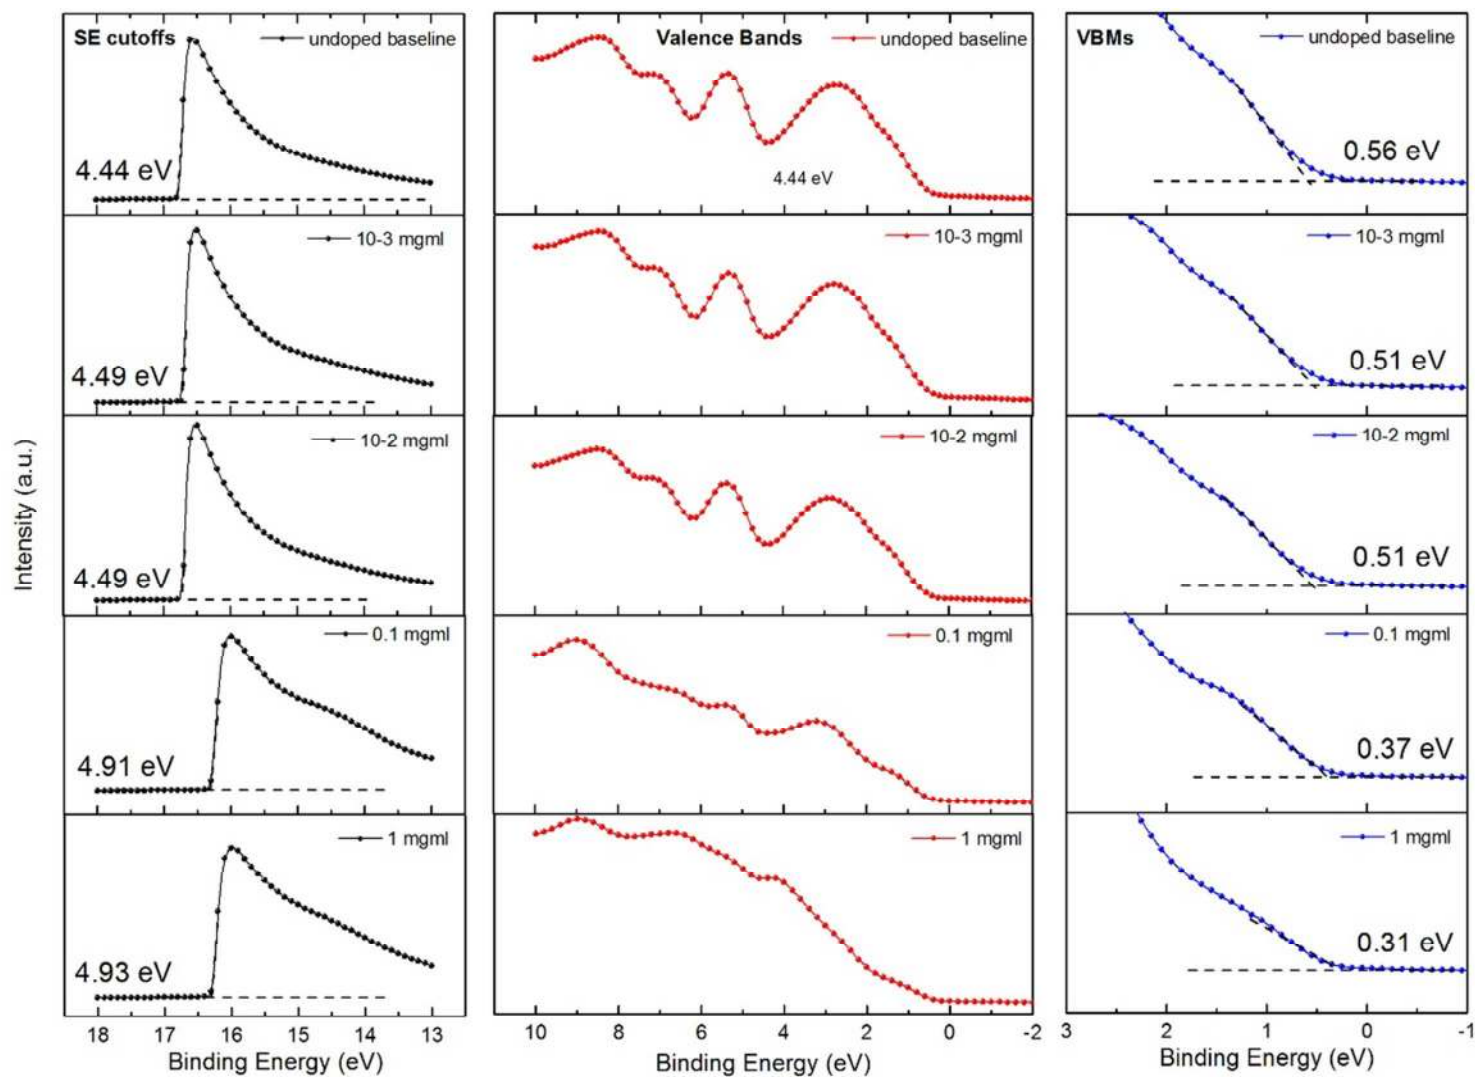 SE cutoffs
undoped baseline
4.44 eV
10-3 mgml
4.49 eV
10-2 mgml
4.49 eV
0.1 mgml
4.91 eV
1 mgml
4.93 eV
18 17 16 15 14 13
Binding Energy (eV)
Intensity (a.u.)
Valence Bands
undoped baseline
4.44 eV
10-3 mgml
10-2 mgml
0.1 mgml
1 mgml
10 8 6 4 2 0 -2
Binding Energy (eV)
VBMs
undoped baseline
0.56 eV
10-3 mgml
0.51 eV
10-2 mgml
0.51 eV
0.1 mgml
0.37 eV
1 mgml
0.31 eV
3 2 1 0 -1
Binding Energy (eV)